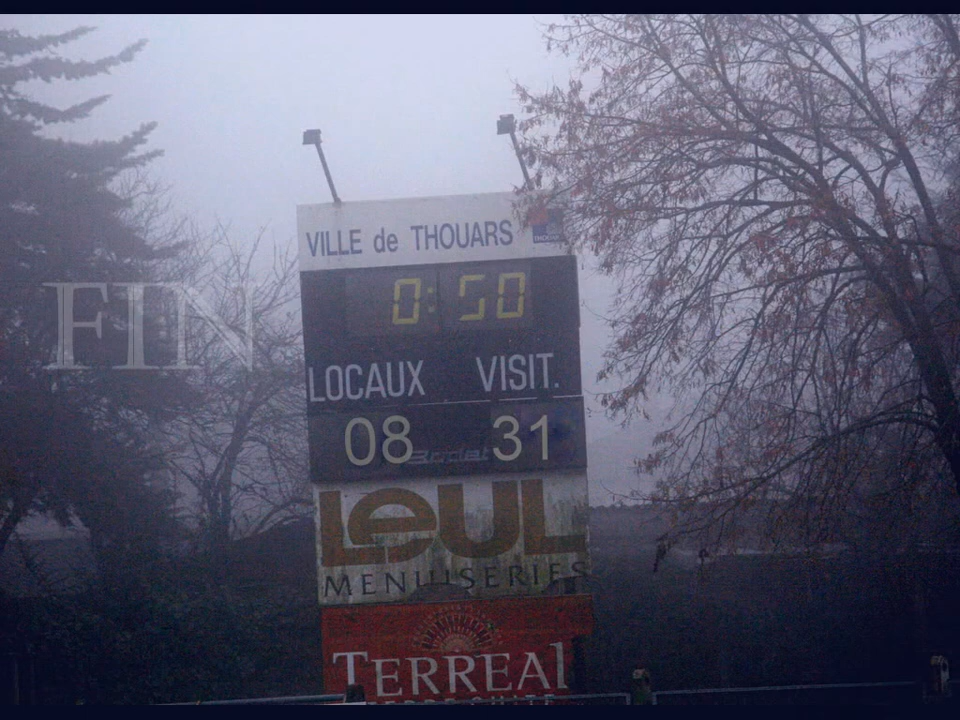 VILLE de THOUARS
0:50
FIN
LOCAUX VISIT.
08 31
Bodet
LEUL
MENUISERIES
TERREAL